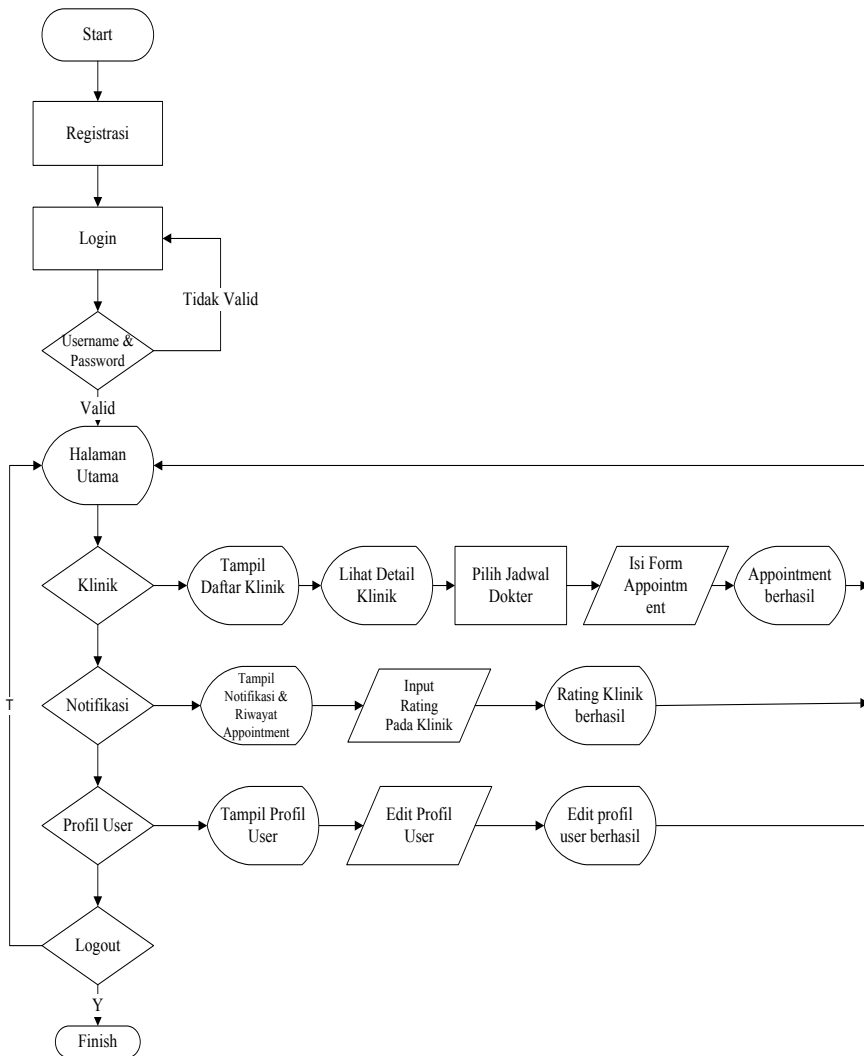 Start
Registrasi
Login
Tidak Valid
Username &
Password
Valid
Halaman
Utama
Klinik
Tampil
Daftar Klinik
Lihat Detail
Klinik
Pilih Jadwal
Dokter
Isi Form
Appointm
ent
Appointment
berhasil
T
Notifikasi
Tampil
Notifikasi &
Riwayat
Appointment
Input
Rating
Pada Klinik
Rating Klinik
berhasil
Profil User
Tampil Profil
User
Edit Profil
User
Edit profil
user berhasil
Logout
Y
Finish